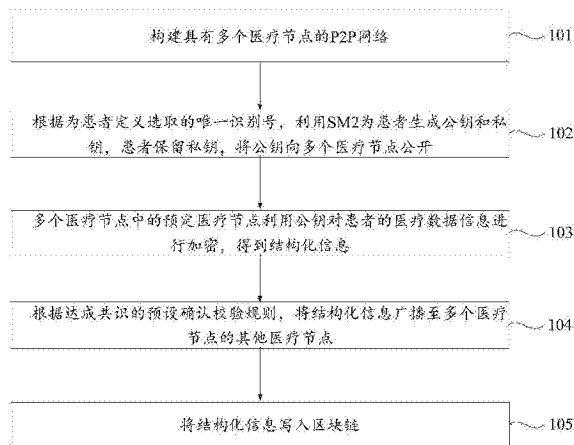 构建具有多个医疗节点的P2P网络
101
根据为患者定义选取的唯一识别号，利用SM2为患者生成公钥和私
钥，患者保留私钥，将公钥向多个医疗节点公开
102
多个医疗节点中的预定医疗节点利用公钥对患者的医疗数据信息进
行加密，得到结构化信息
103
根据达成共识的预设确认校验规则，将结构化信息广播至多个医疗
节点的其他医疗节点
104
将结构化信息写入区块链
105